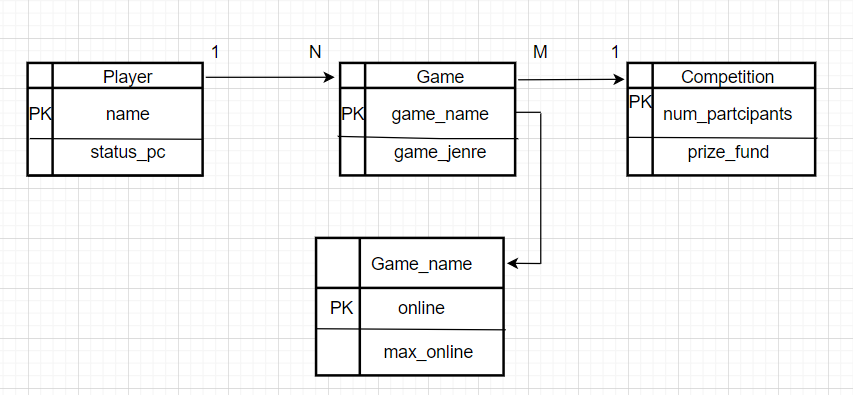 1 N M 1
Player Game Competition
PK name PK game_name PK num_partcipants
status_pc game_jenre prize_fund
Game_name
PK online
max_online